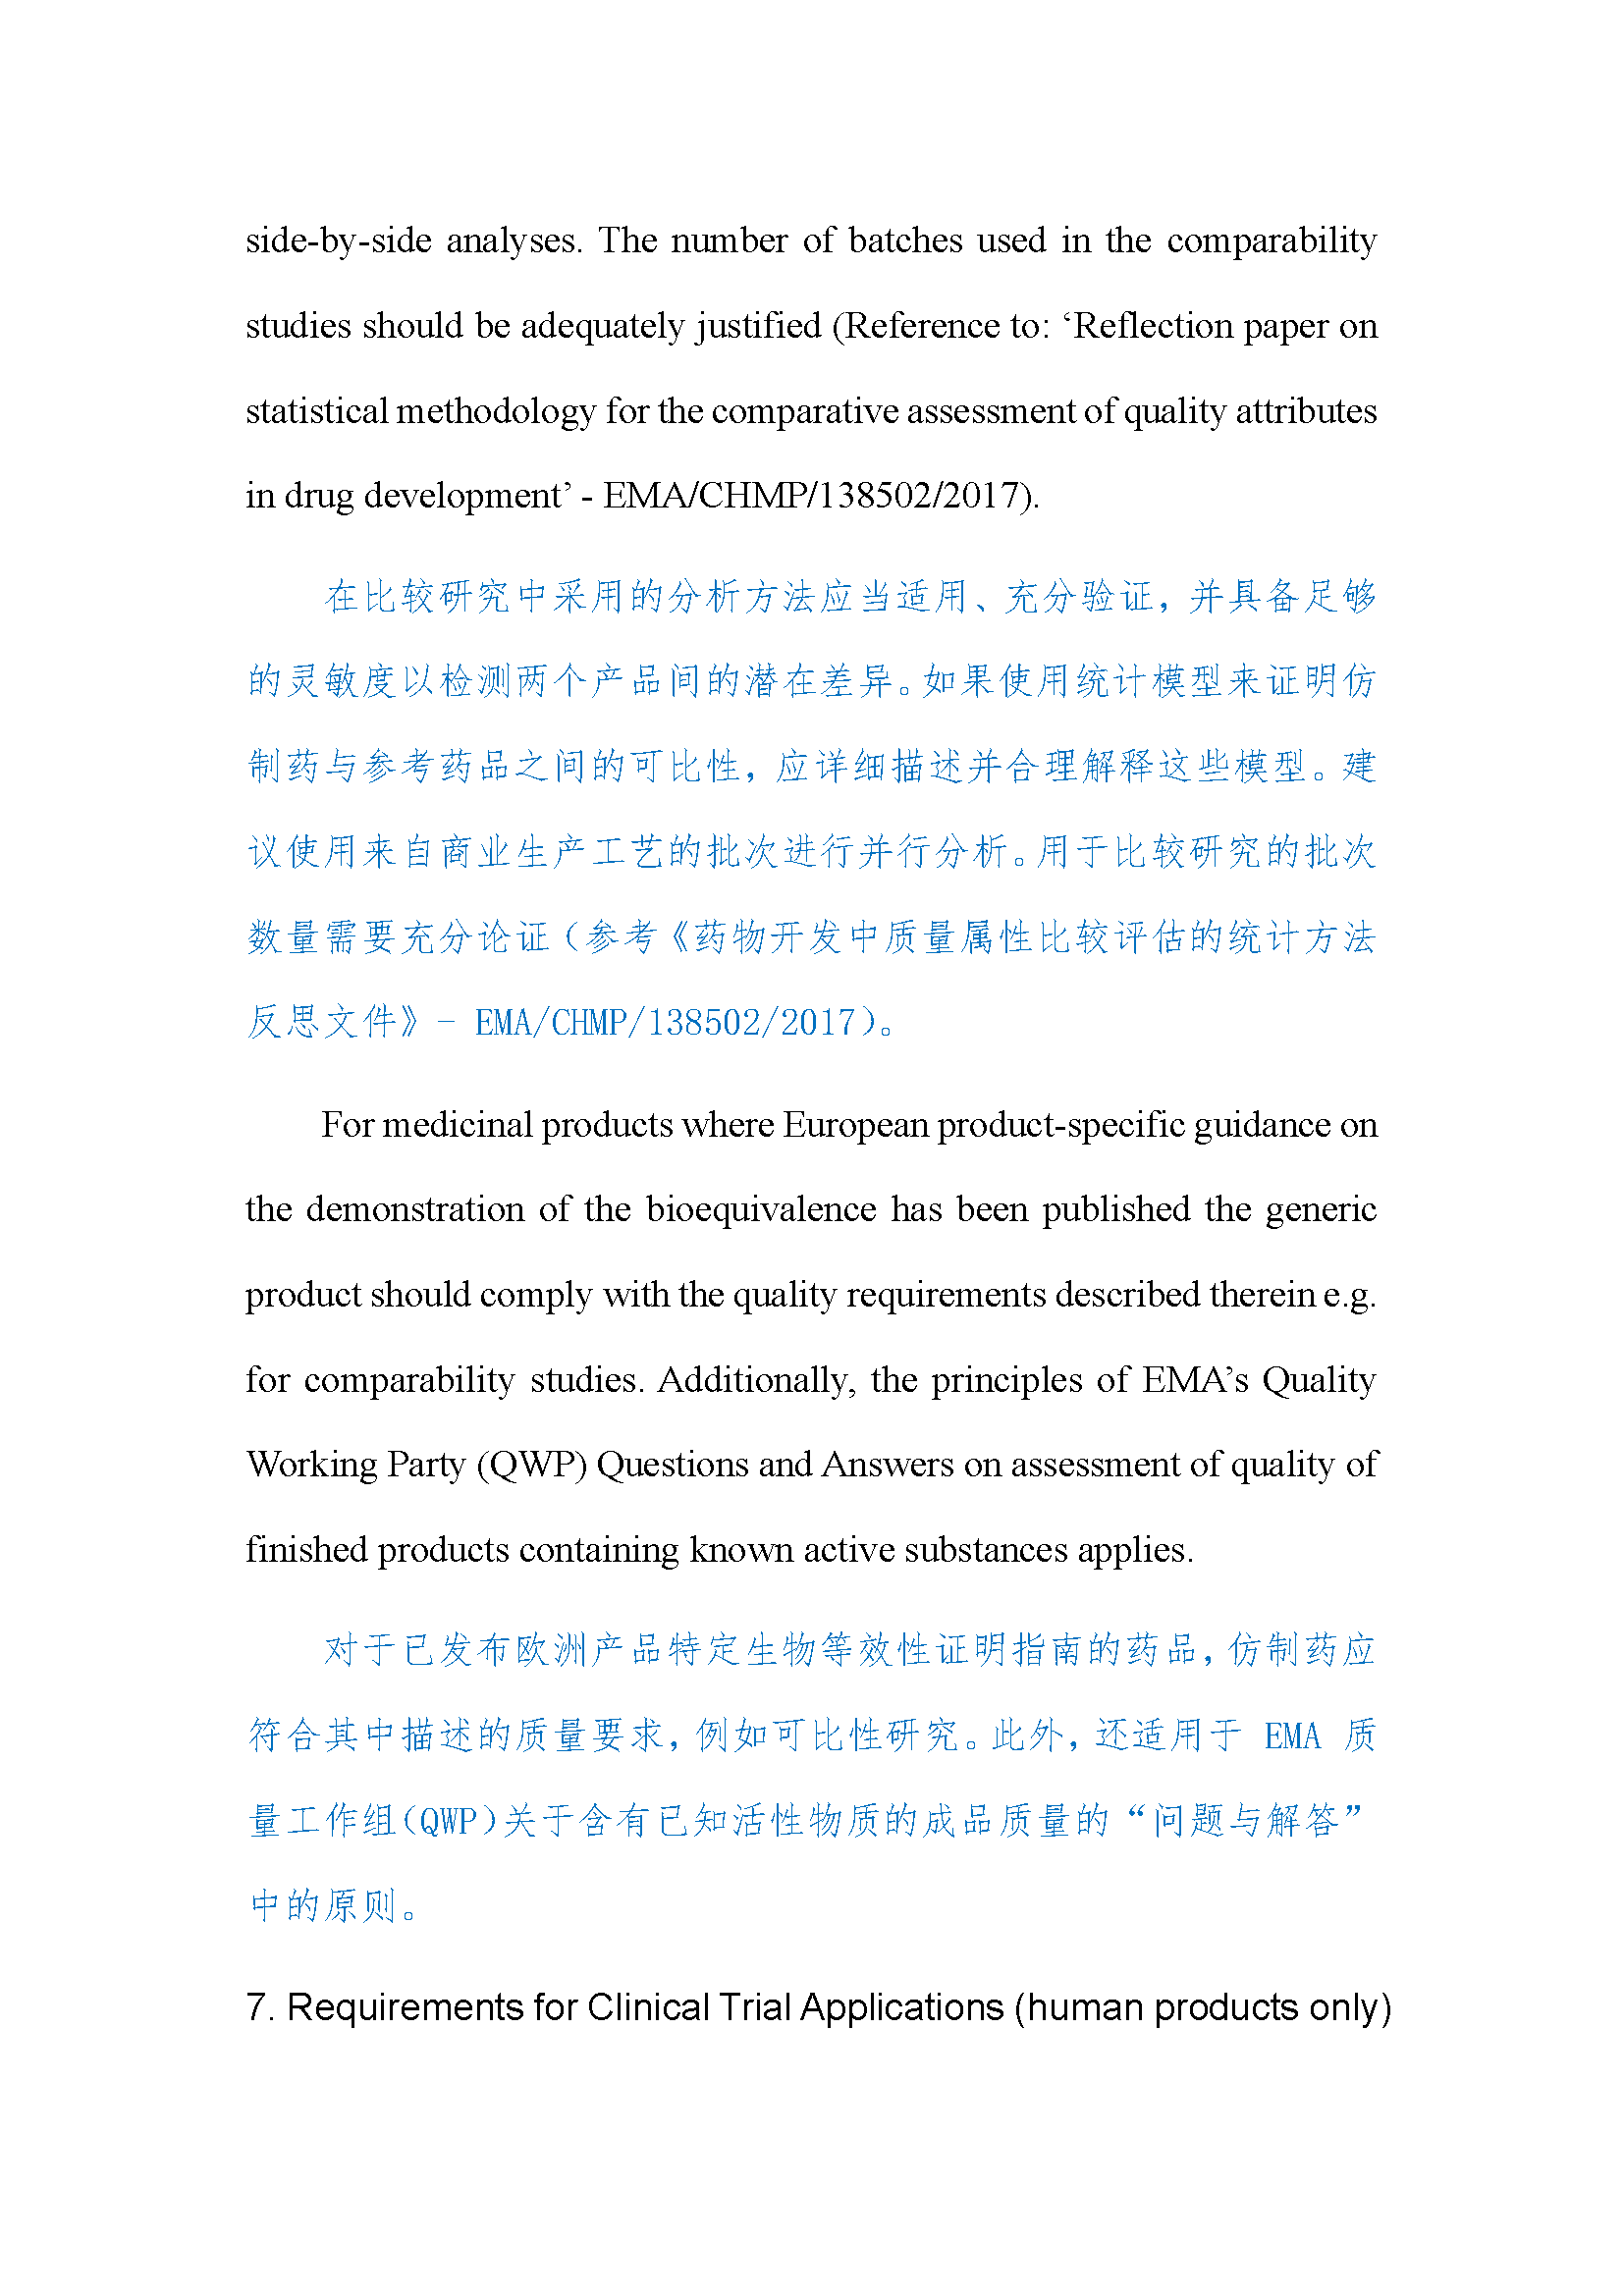 side-by-side analyses. The number of batches used in the comparability
studies should be adequately justified (Reference to: ‘Reflection paper on
statistical methodology for the comparative assessment of quality attributes
in drug development’ - EMA/CHMP/138502/2017).
在比较研究中采用的分析方法应当适用、充分验证，并具备足够
的灵敏度以检测两个产品间的潜在差异。如果使用统计模型来证明仿
制药与参考药品之间的可比性，应详细描述并合理解释这些模型。建
议使用来自商业生产工艺的批次进行并行分析。用于比较研究的批次
数量需要充分论证（参考《药物开发中质量属性比较评估的统计方法
反思文件》- EMA/CHMP/138502/2017）。
For medicinal products where European product-specific guidance on
the demonstration of the bioequivalence has been published the generic
product should comply with the quality requirements described therein e.g.
for comparability studies. Additionally, the principles of EMA’s Quality
Working Party (QWP) Questions and Answers on assessment of quality of
finished products containing known active substances applies.
对于已发布欧洲产品特定生物等效性证明指南的药品，仿制药应
符合其中描述的质量要求，例如可比性研究。此外，还适用于 EMA 质
量工作组（QWP）关于含有已知活性物质的成品质量的“问题与解答”
中的原则。
7. Requirements for Clinical Trial Applications (human products only)